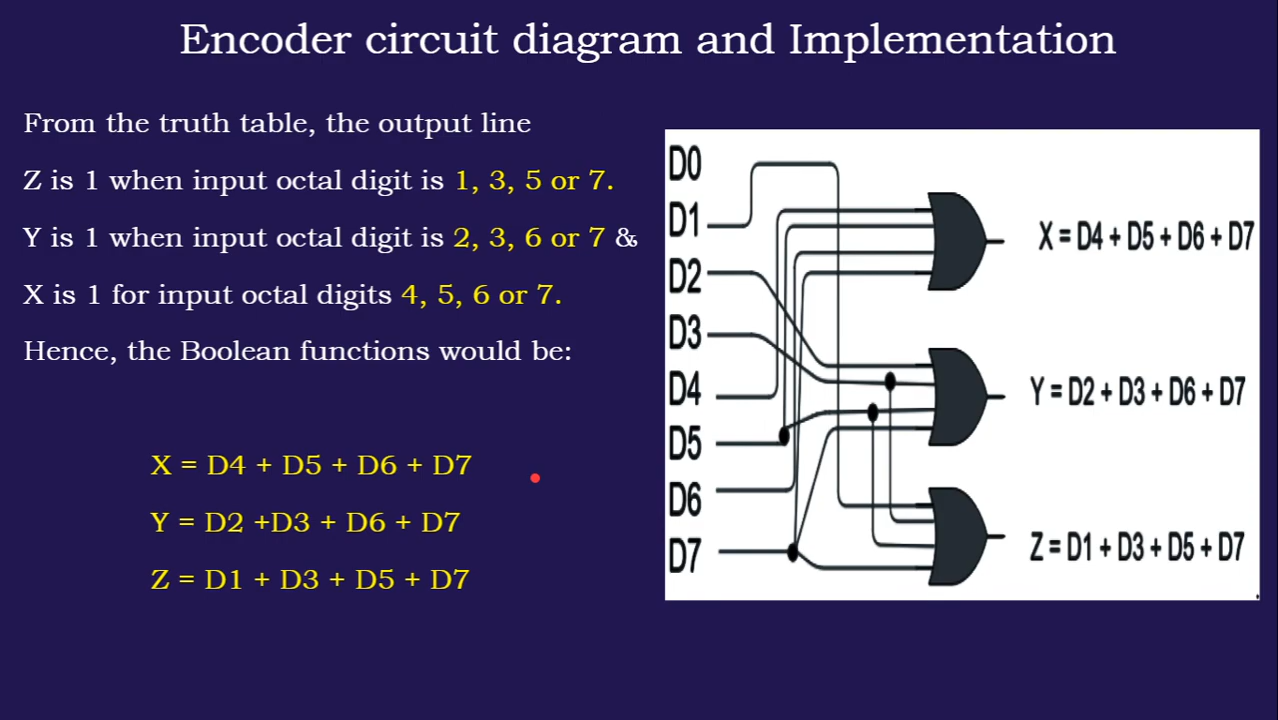 Encoder circuit diagram and Implementation
From the truth table, the output line
Z is 1 when input octal digit is 1, 3, 5 or 7.
Y is 1 when input octal digit is 2, 3, 6 or 7 &
X is 1 for input octal digits 4, 5, 6 or 7.
Hence, the Boolean functions would be:
X = D4 + D5 + D6 + D7
Y = D2 +D3 + D6 + D7
Z = D1 + D3 + D5 + D7
D0
D1
D2
D3
D4
D5
D6
D7
X = D4 + D5 + D6 + D7
Y = D2 + D3 + D6 + D7
Z = D1 + D3 + D5 + D7